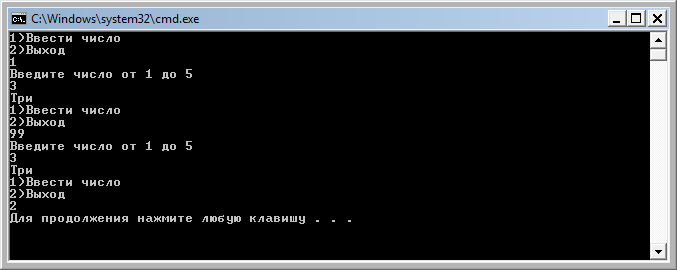 C:\Windows\system32\cmd.exe
1>Ввести число
2>Выход
1
Введите число от 1 до 5
3
Три
1>Ввести число
2>Выход
99
Введите число от 1 до 5
3
Три
1>Ввести число
2>Выход
2
Для продолжения нажмите любую клавишу . . .